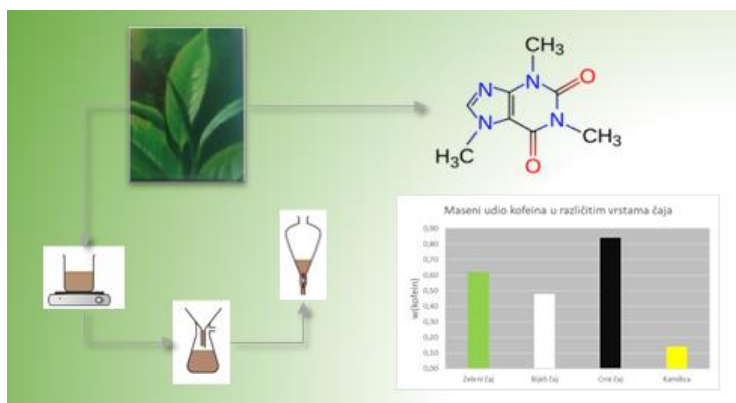 CH₃
N
N
O
N
N
CH₃
H₃C
O
Maseni udio kofeina u različitim vrstama čaja
w(kofein)
0,90
0,80
0,70
0,60
0,50
0,40
0,30
0,20
0,10
0,00
Zeleni čaj
Bijeli čaj
Crni čaj
Kamilica